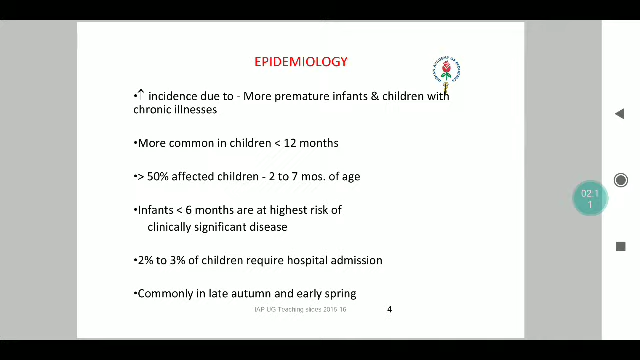 EPIDEMIOLOGY
•↑ incidence due to - More premature infants & children with
chronic illnesses
•More common in children < 12 months
•> 50% affected children - 2 to 7 mos. of age
•Infants < 6 months are at highest risk of
clinically significant disease
•2% to 3% of children require hospital admission
•Commonly in late autumn and early spring
IAP UG Teaching slides 2015-16
4
02:1
1